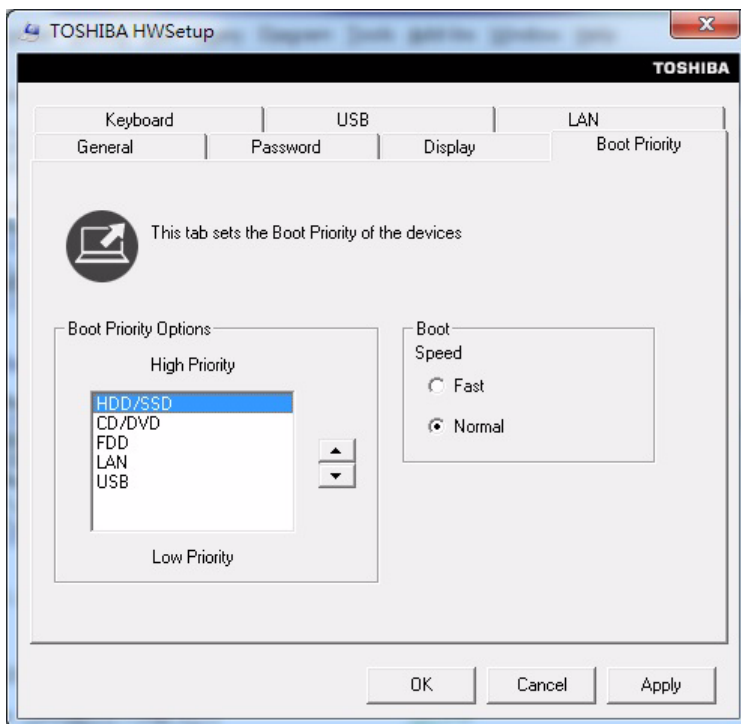 TOSHIBA HWSetup
TOSHIBA
Keyboard USB LAN
General Password Display Boot Priority
This tab sets the Boot Priority of the devices
Boot Priority Options
High Priority
HDD/SSD
CD/DVD
FDD
LAN
USB
Low Priority
Boot
Speed
Fast
Normal
OK Cancel Apply